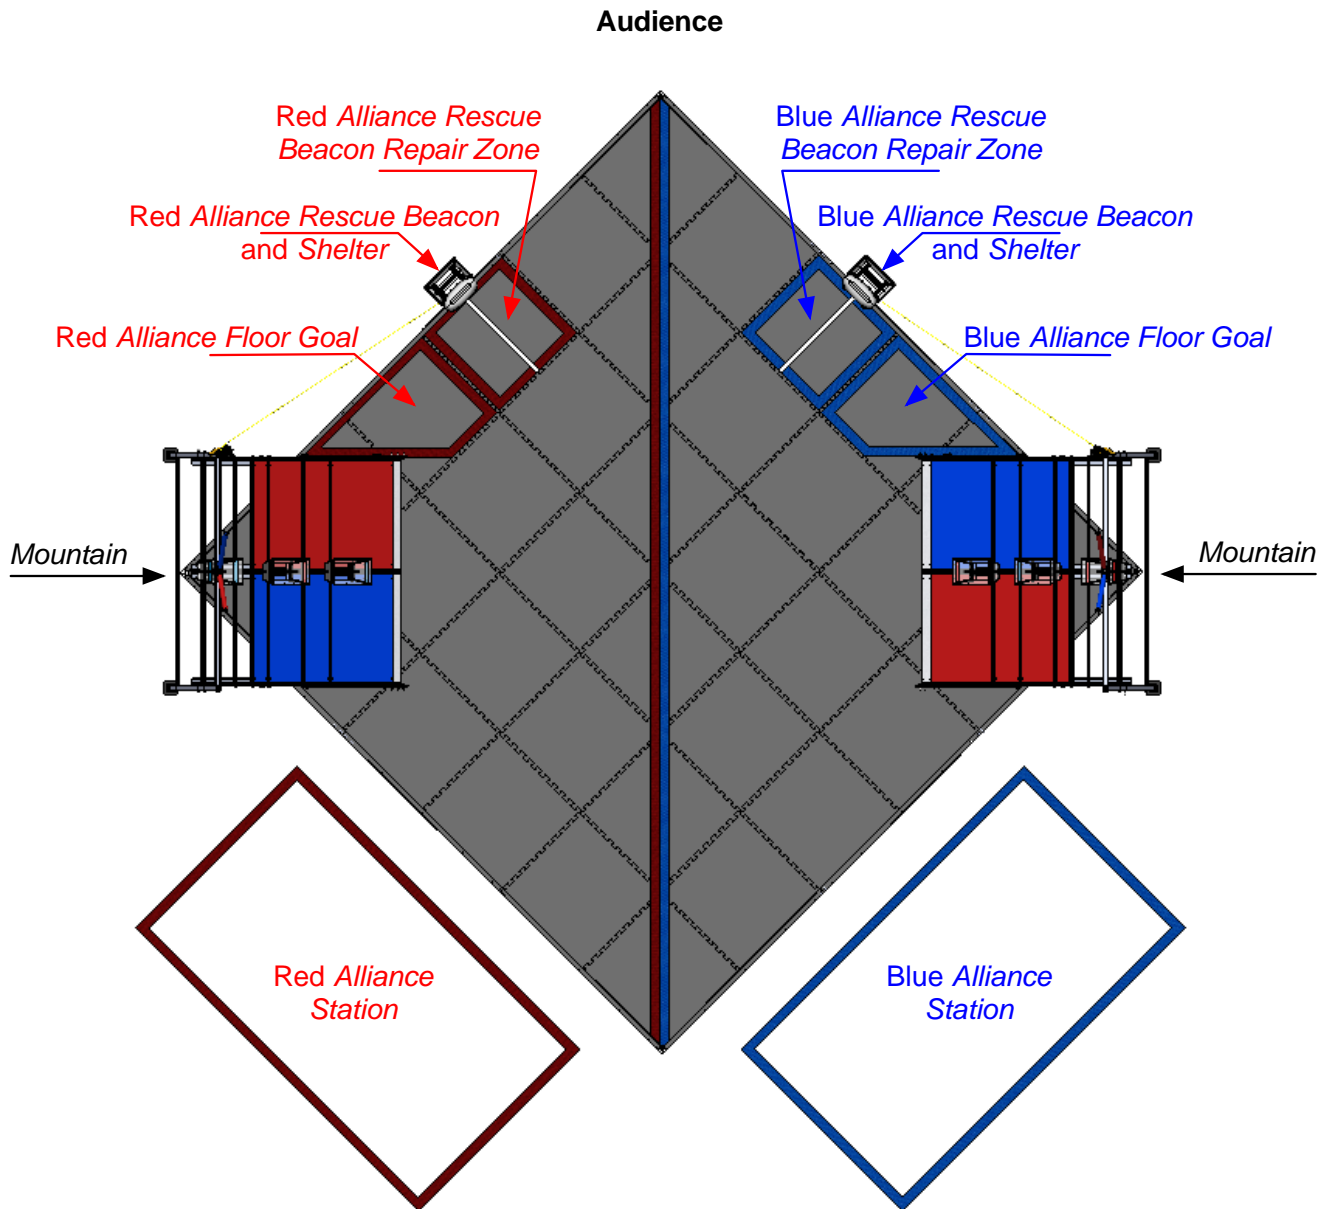 Audience
Red Alliance Rescue
Beacon Repair Zone
Blue Alliance Rescue
Beacon Repair Zone
Red Alliance Rescue Beacon
and Shelter
Blue Alliance Rescue Beacon
and Shelter
Red Alliance Floor Goal
Blue Alliance Floor Goal
Mountain
Mountain
Red Alliance
Station
Blue Alliance
Station